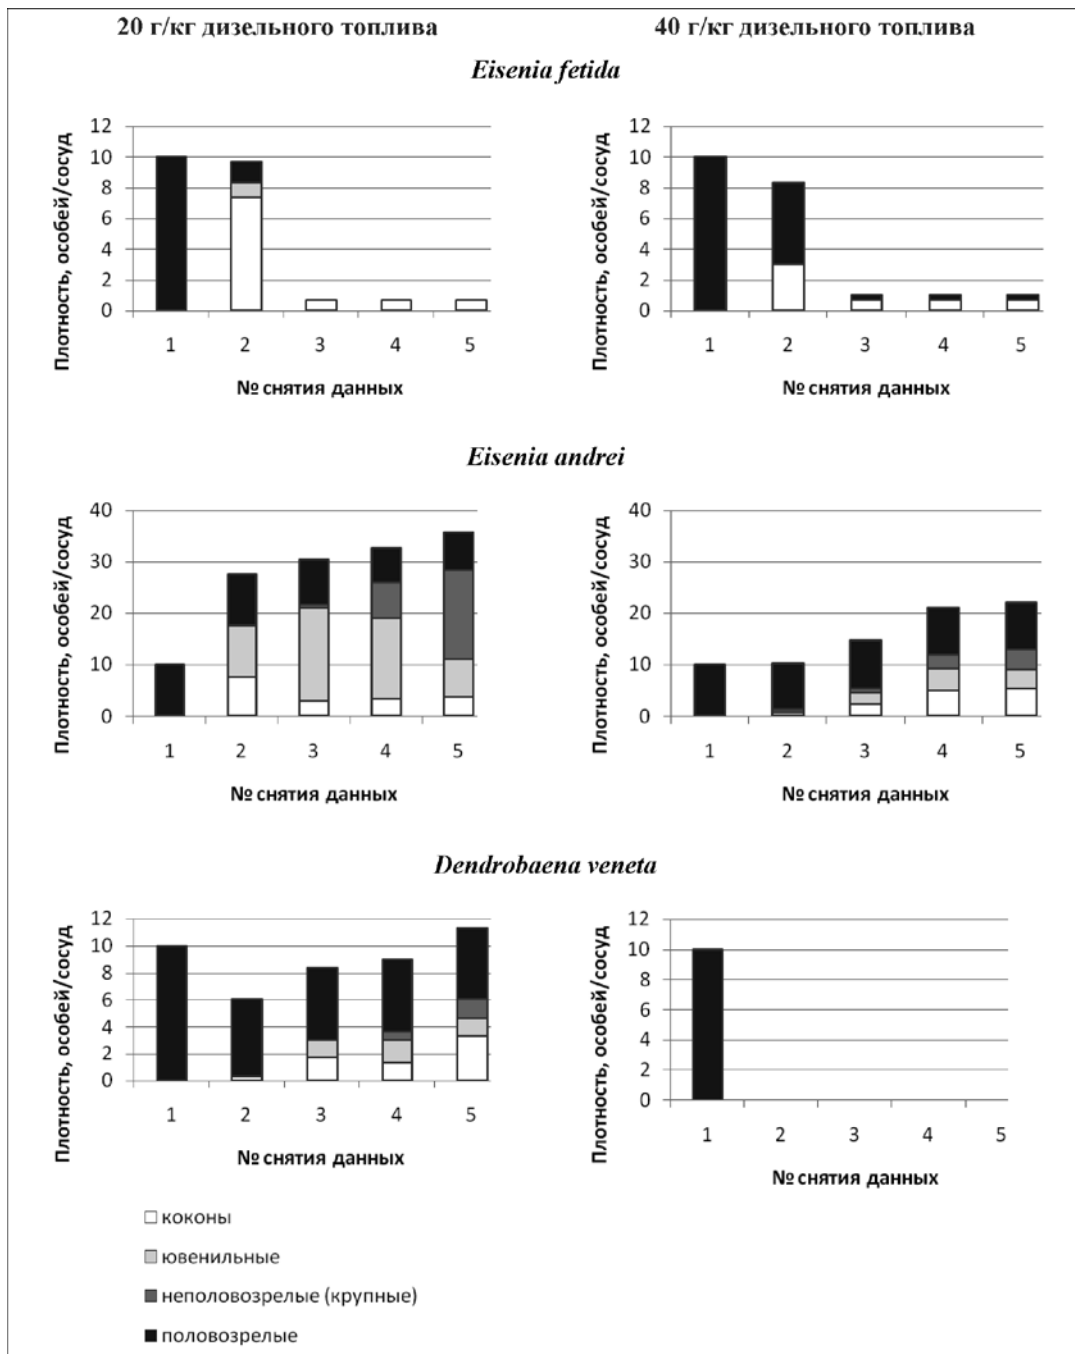 20 г/кг дизельного топлива
40 г/кг дизельного топлива
Eisenia fetida
Плотность, особей/сосуд
12
10
8
6
4
2
0
1 2 3 4 5
№ снятия данных
Плотность, особей/сосуд
12
10
8
6
4
2
0
1 2 3 4 5
№ снятия данных
Eisenia andrei
Плотность, особей/сосуд
40
30
20
10
0
1 2 3 4 5
№ снятия данных
Плотность, особей/сосуд
40
30
20
10
0
1 2 3 4 5
№ снятия данных
Dendrobaena veneta
Плотность, особей/сосуд
12
10
8
6
4
2
0
1 2 3 4 5
№ снятия данных
Плотность, особей/сосуд
12
10
8
6
4
2
0
1 2 3 4 5
№ снятия данных
коконы
ювенильные
неполовозрелые (крупные)
половозрелые